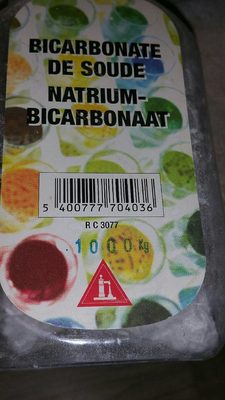 BICARBONATE
DE SOUDE
NATRIUM-
BICARBONAAT
5 400777 704036
R C 3077
1000 Kg